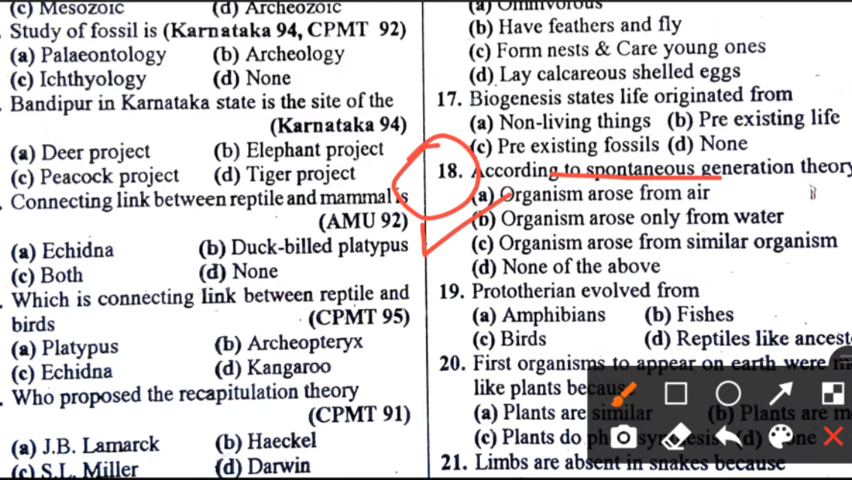 (c) Mesozoic (d) Archeozoic
Study of fossil is (Karnataka 94, CPMT 92)
(a) Palaeontology (b) Archeology
(c) Ichthyology (d) None
Bandipur in Karnataka state is the site of the
(Karnataka 94)
(a) Deer project (b) Elephant project
(c) Peacock project (d) Tiger project
Connecting link between reptile and mammal is
(AMU 92)
(a) Echidna (b) Duck-billed platypus
(c) Both (d) None
Which is connecting link between reptile and
birds (CPMT 95)
(a) Platypus (b) Archeopteryx
(c) Echidna (d) Kangaroo
Who proposed the recapitulation theory
(CPMT 91)
(a) J.B. Lamarck (b) Haeckel
(c) S.L. Miller (d) Darwin
(a) Omnivorous
(b) Have feathers and fly
(c) Form nests & Care young ones
(d) Lay calcareous shelled eggs
17. Biogenesis states life originated from
(a) Non-living things (b) Pre existing life
(c) Pre existing fossils (d) None
18. According to spontaneous generation theory
(a) Organism arose from air
(b) Organism arose only from water
(c) Organism arose from similar organism
(d) None of the above
19. Prototherian evolved from
(a) Amphibians (b) Fishes
(c) Birds (d) Reptiles like ancest
20. First organisms to appear on earth were
like plants because
(a) Plants are similar (b) Plants are
(c) Plants do (d)
21. Limbs are absent in snakes because